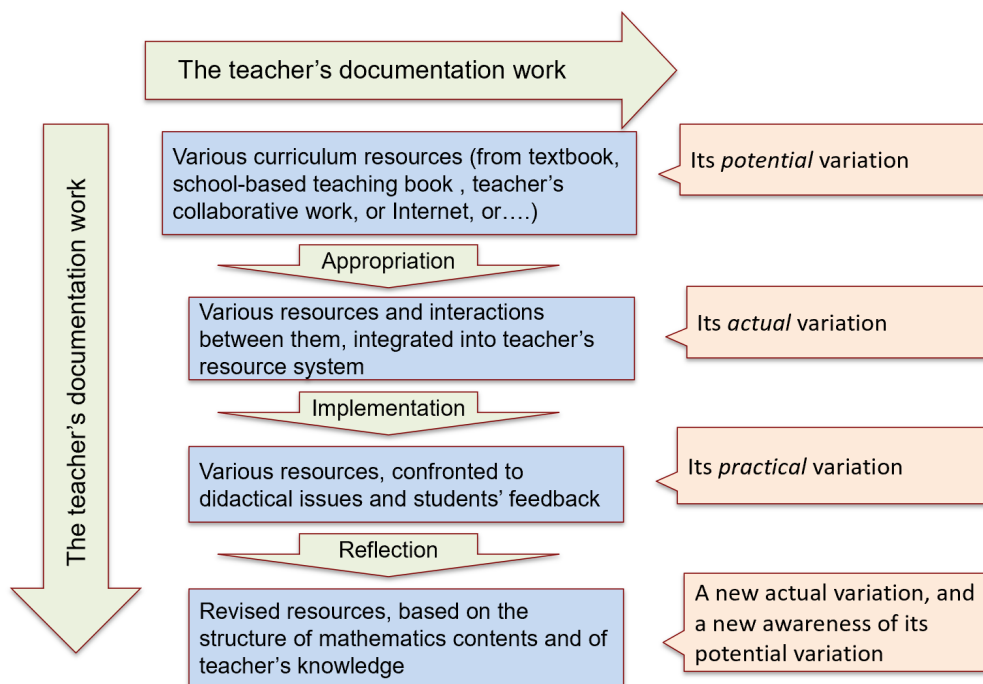 The teacher's documentation work
The teacher's documentation work
Various curriculum resources (from textbook,
school-based teaching book , teacher's
collaborative work, or Internet, or….)
Its potential variation
Appropriation
Various resources and interactions
between them, integrated into teacher's
resource system
Its actual variation
Implementation
Various resources, confronted to
didactical issues and students' feedback
Its practical variation
Reflection
Revised resources, based on the
structure of mathematics contents and of
teacher's knowledge
A new actual variation, and
a new awareness of its
potential variation